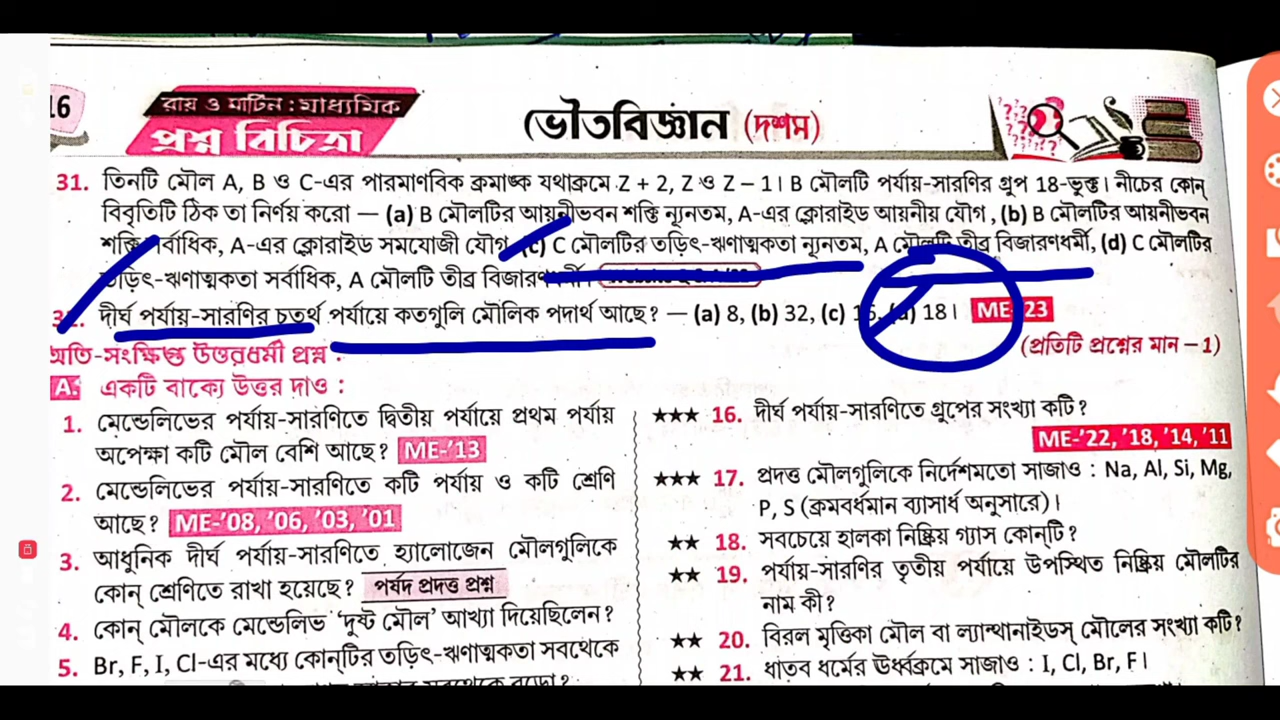 16
রায় ও মার্টিন : মাধ্যমিক
প্রশ্ন বিচিত্রা
ভৌতবিজ্ঞান (দশম)
31. তিনটি মৌল A, B ও C-এর পারমাণবিক ক্রমাঙ্ক যথাক্রমে Z + 2, Z ও Z – 1। B মৌলটি পর্যায়-সারণির গ্রুপ 18-ভুক্ত। নীচের কোন্
বিবৃতিটি ঠিক তা নির্ণয় করো — (a) B মৌলটির আয়নীভবন শক্তি ন্যূনতম, A-এর ক্লোরাইড আয়নীয় যৌগ, (b) B মৌলটির আয়নীভবন
শক্তি সর্বাধিক, A-এর ক্লোরাইড সমযোজী যৌগ, (c) C মৌলটির তড়িৎ-ঋণাত্মকতা ন্যূনতম, A মৌলটি তীব্র বিজারণধর্মী, (d) C মৌলটির
তড়িৎ-ঋণাত্মকতা সর্বাধিক, A মৌলটি তীব্র বিজারণধর্মী।
32. দীর্ঘ পর্যায়-সারণির চতুর্থ পর্যায়ে কতগুলি মৌলিক পদার্থ আছে? — (a) 8, (b) 32, (c) 16, (d) 18। ME-'23
অতি-সংক্ষিপ্ত উত্তরধর্মী প্রশ্ন :
(প্রতিটি প্রশ্নের মান – 1)
A. একটি বাক্যে উত্তর দাও :
1. মেন্ডেলিভের পর্যায়-সারণিতে দ্বিতীয় পর্যায়ে প্রথম পর্যায়
অপেক্ষা কটি মৌল বেশি আছে? ME-'13
2. মেন্ডেলিভের পর্যায়-সারণিতে কটি পর্যায় ও কটি শ্রেণি
আছে? ME-'08, '06, '03, '01
3. আধুনিক দীর্ঘ পর্যায়-সারণিতে হ্যালোজেন মৌলগুলিকে
কোন্ শ্রেণিতে রাখা হয়েছে? পর্ষদ প্রদত্ত প্রশ্ন
4. কোন্ মৌলকে মেন্ডেলিভ 'দুষ্ট মৌল' আখ্যা দিয়েছিলেন?
5. Br, F, I, Cl-এর মধ্যে কোন্‌টির তড়িৎ-ঋণাত্মকতা সবথেকে
★★★ 16. দীর্ঘ পর্যায়-সারণিতে গ্রুপের সংখ্যা কটি?
ME-'22, '18, '14, '11
★★★ 17. প্রদত্ত মৌলগুলিকে নির্দেশমতো সাজাও : Na, Al, Si, Mg,
P, S (ক্রমবর্ধমান ব্যাসার্ধ অনুসারে)।
★★ 18. সবচেয়ে হালকা নিষ্ক্রিয় গ্যাস কোন্‌টি?
★★ 19. পর্যায়-সারণির তৃতীয় পর্যায়ে উপস্থিত নিষ্ক্রিয় মৌলটির
নাম কী?
★★ 20. বিরল মৃত্তিকা মৌল বা ল্যান্থানাইডস্ মৌলের সংখ্যা কটি?
★★ 21. ধাতব ধর্মের ঊর্ধ্বক্রমে সাজাও : I, Cl, Br, F।